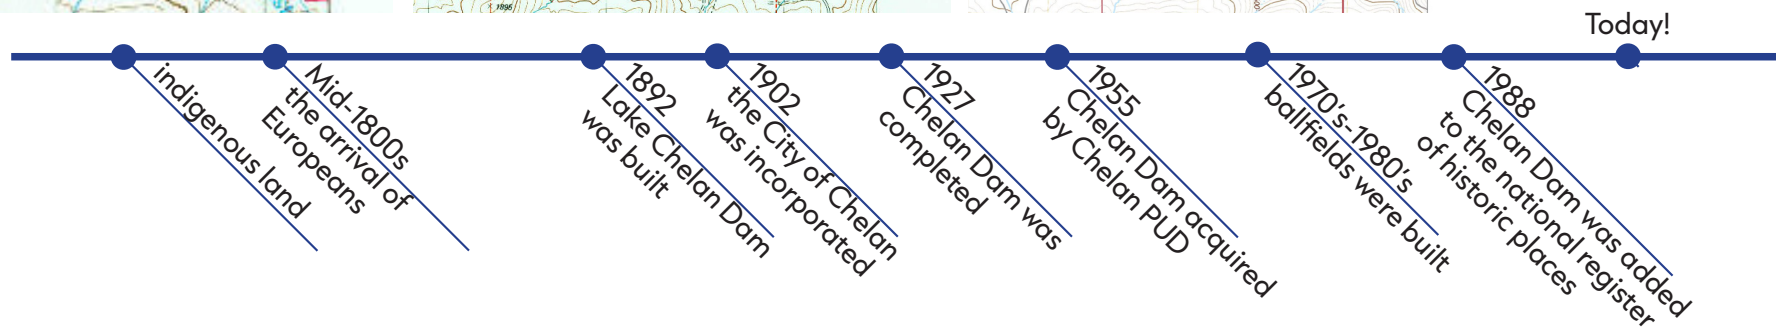 1895
Today!
indigenous land
Mid-1800s
the arrival of
Europeans
1892
Lake Chelan Dam
was built
1902
the City of Chelan
was incorporated
1927
Chelan Dam was
completed
1955
Chelan Dam acquired
by Chelan PUD
1970's-1980's
ballfields were built
1988
Chelan Dam was added
to the national register
of historic places